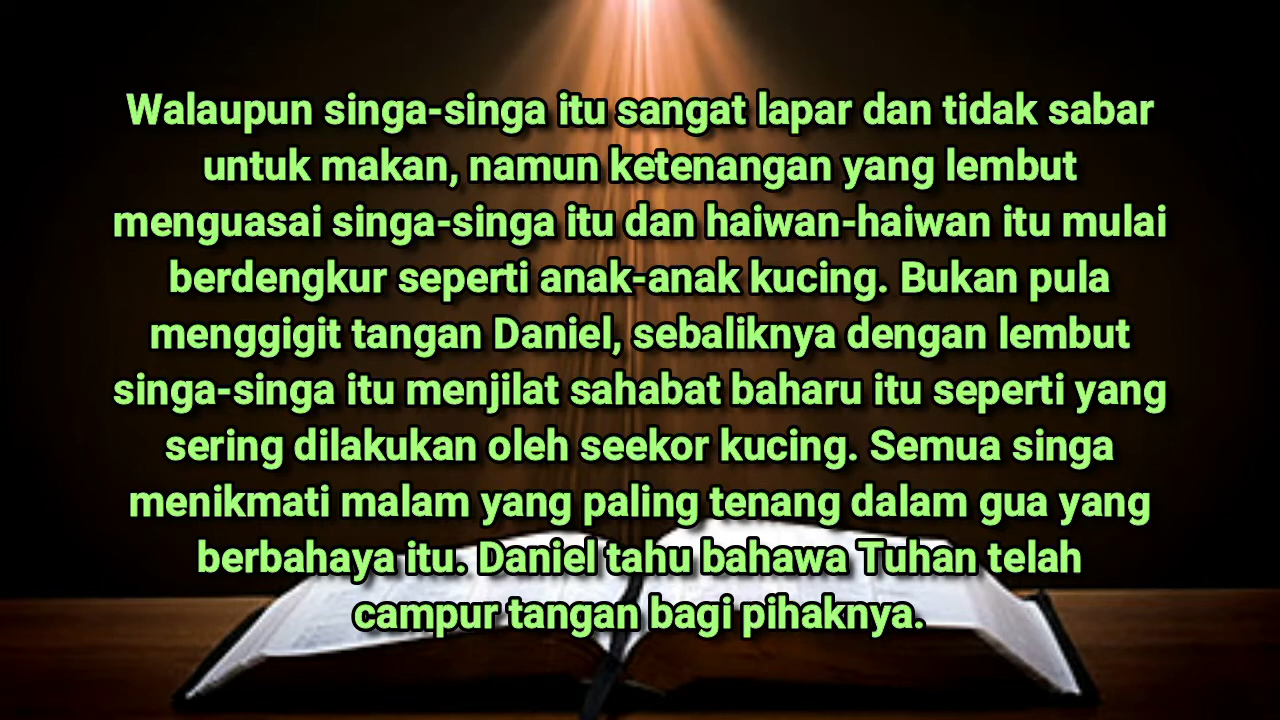 Walaupun singa-singa itu sangat lapar dan tidak sabar
untuk makan, namun ketenangan yang lembut
menguasai singa-singa itu dan haiwan-haiwan itu mulai
berdengkur seperti anak-anak kucing. Bukan pula
menggigit tangan Daniel, sebaliknya dengan lembut
singa-singa itu menjilat sahabat baharu itu seperti yang
sering dilakukan oleh seekor kucing. Semua singa
menikmati malam yang paling tenang dalam gua yang
berbahaya itu. Daniel tahu bahawa Tuhan telah
campur tangan bagi pihaknya.